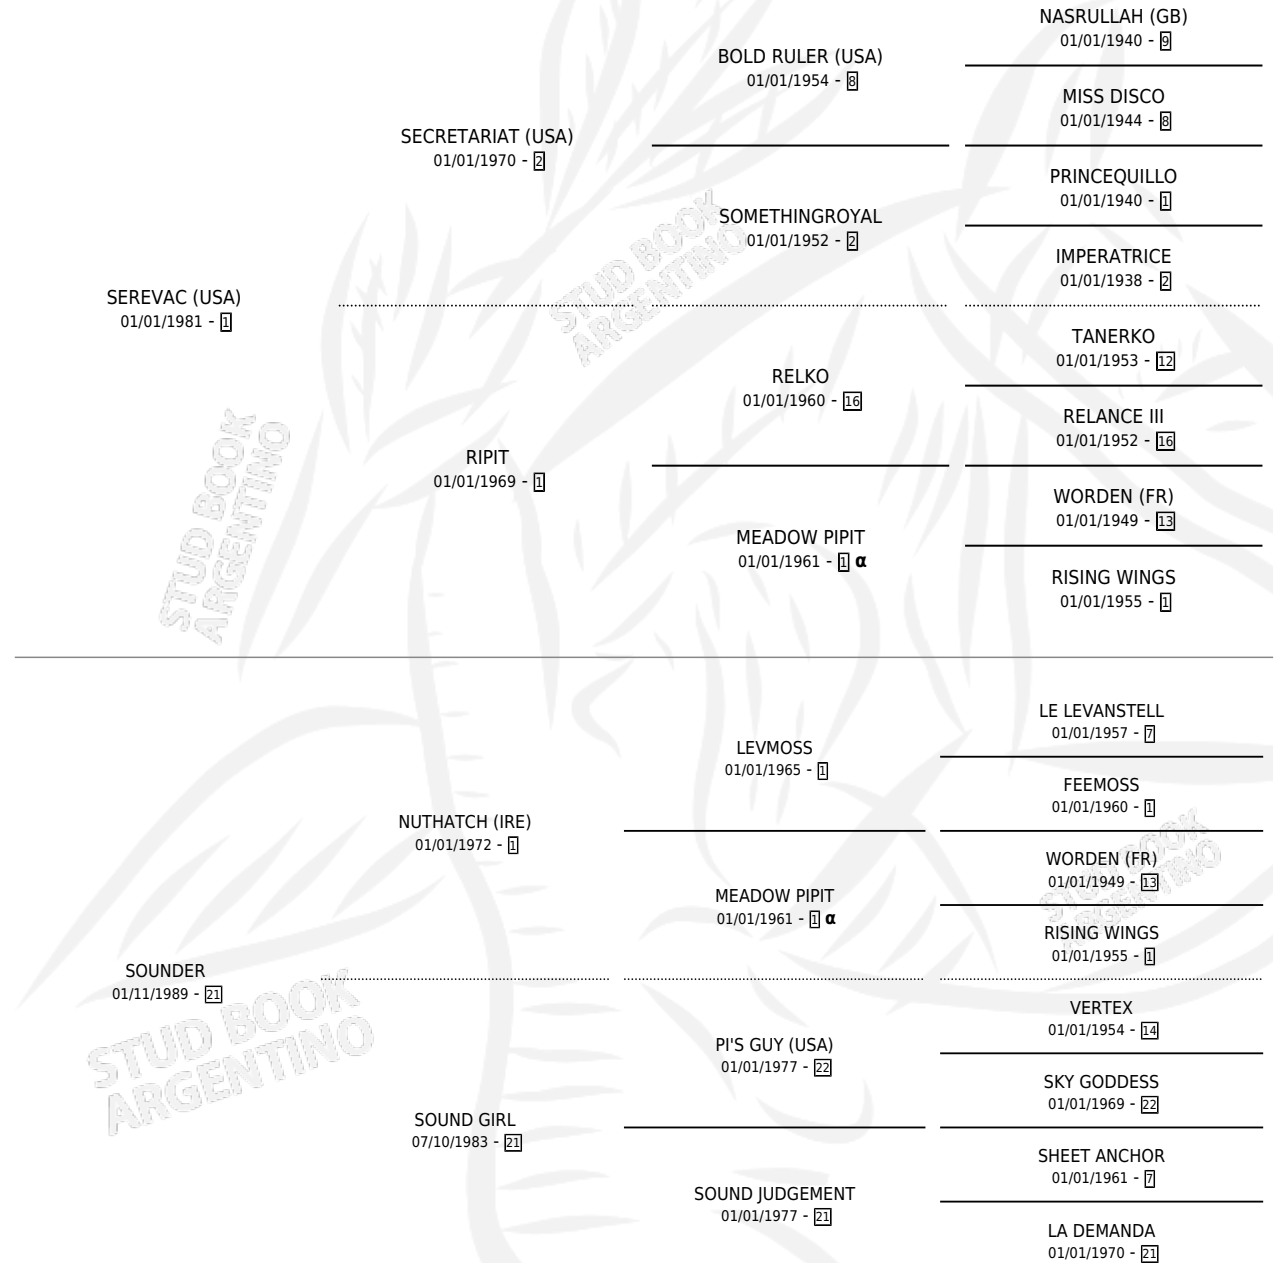 NASRULLAH (GB)
01/01/1940 - 9
BOLD RULER (USA)
01/01/1954 - 8
MISS DISCO
01/01/1944 - 8
SECRETARIAT (USA)
01/01/1970 - 2
PRINCEQUILLO
01/01/1940 - 1
SOMETHINGROYAL
01/01/1952 - 2
IMPERATRICE
01/01/1938 - 2
SEREVAC (USA)
01/01/1981 - 1
TANERKO
01/01/1953 - 12
RELKO
01/01/1960 - 16
RELANCE III
01/01/1952 - 16
RIPIT
01/01/1969 - 1
WORDEN (FR)
01/01/1949 - 13
MEADOW PIPIT
01/01/1961 - 1 α
RISING WINGS
01/01/1955 - 1
LE LEVANSTELL
01/01/1957 - 7
LEVMOSS
01/01/1965 - 1
FEEMOSS
01/01/1960 - 1
NUTHATCH (IRE)
01/01/1972 - 1
WORDEN (FR)
01/01/1949 - 13
MEADOW PIPIT
01/01/1961 - 1 α
RISING WINGS
01/01/1955 - 1
SOUNDER
01/11/1989 - 21
VERTEX
01/01/1954 - 14
PI'S GUY (USA)
01/01/1977 - 22
SKY GODDESS
01/01/1969 - 22
SOUND GIRL
07/10/1983 - 21
SHEET ANCHOR
01/01/1961 - 7
SOUND JUDGEMENT
01/01/1977 - 21
LA DEMANDA
01/01/1970 - 21
STUD BOOK
ARGENTINO
STUD BOOK
ARGENTINO
STUD BOOK
ARGENTINO
STUD BOOK
ARGENTINO